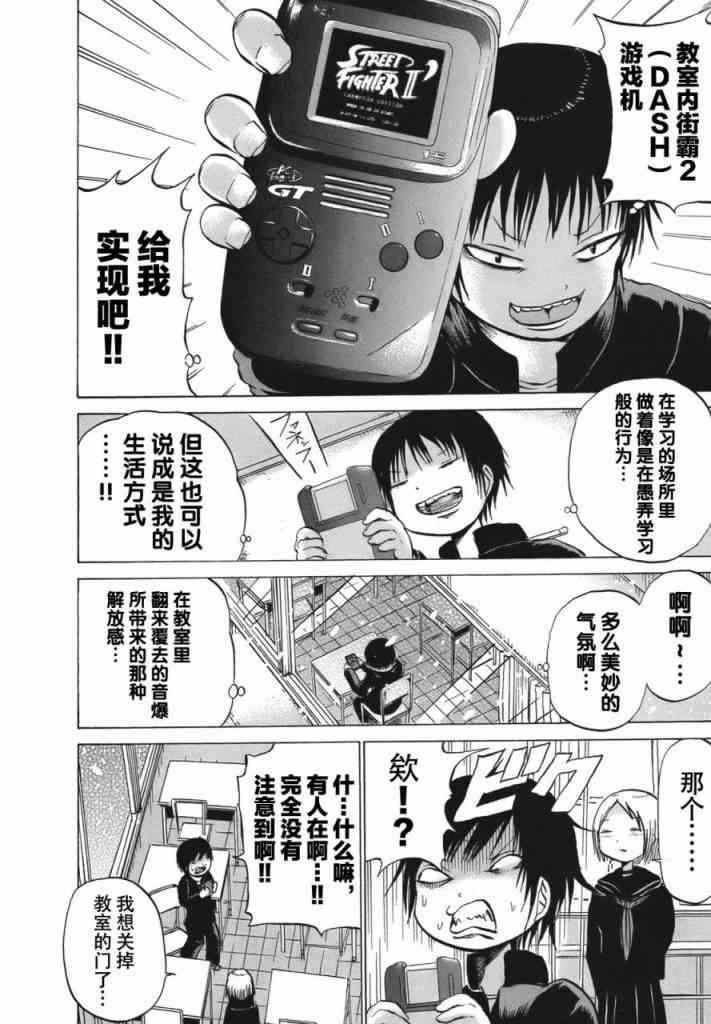 教室内街霸2
（DASH）
游戏机
STREET
FIGHTER II'
GT
II
I
II
I
给我
实现吧!!
在学习的场所里
做着像是在愚弄学习
般的行为…
但这也可以
说成是我的
生活方式
……!!
啊啊~…
多么美妙的
气氛啊…
在教室里
翻来覆去的音爆
所带来的那种
解放感…
那个……
欸!?
ビクッ
什…什么嘛，
有人在啊…!!
完全没有
注意到啊!!
我想关掉
教室的门了…